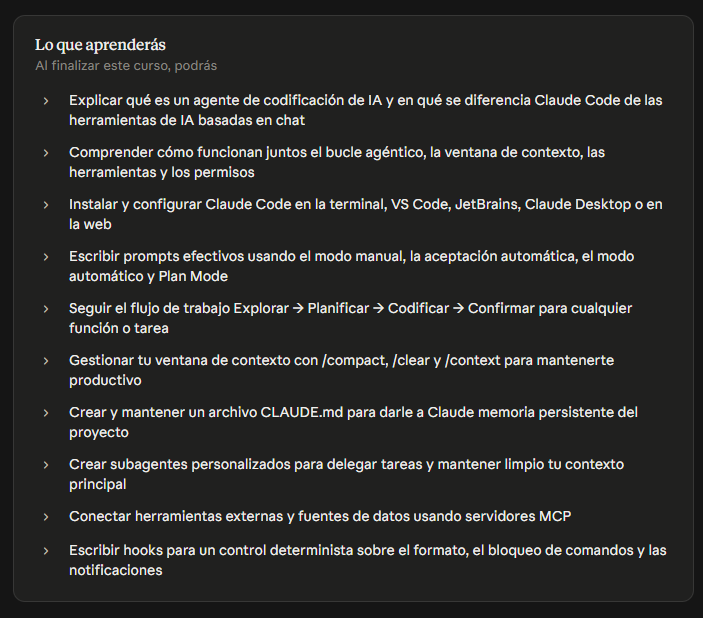 Lo que aprenderás
Al finalizar este curso, podrás
Explicar qué es un agente de codificación de IA y en qué se diferencia Claude Code de las
herramientas de IA basadas en chat
Comprender cómo funcionan juntos el bucle agéntico, la ventana de contexto, las
herramientas y los permisos
Instalar y configurar Claude Code en la terminal, VS Code, JetBrains, Claude Desktop o en
la web
Escribir prompts efectivos usando el modo manual, la aceptación automática, el modo
automático y Plan Mode
Seguir el flujo de trabajo Explorar → Planificar → Codificar → Confirmar para cualquier
función o tarea
Gestionar tu ventana de contexto con /compact, /clear y /context para mantenerte
productivo
Crear y mantener un archivo CLAUDE.md para darle a Claude memoria persistente del
proyecto
Crear subagentes personalizados para delegar tareas y mantener limpio tu contexto
principal
Conectar herramientas externas y fuentes de datos usando servidores MCP
Escribir hooks para un control determinista sobre el formato, el bloqueo de comandos y las
notificaciones